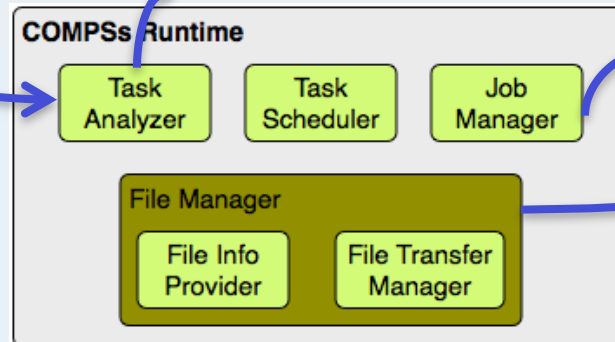 COMPSs Runtime
Task
Analyzer
Task
Scheduler
Job
Manager
File Manager
File Info
Provider
File Transfer
Manager